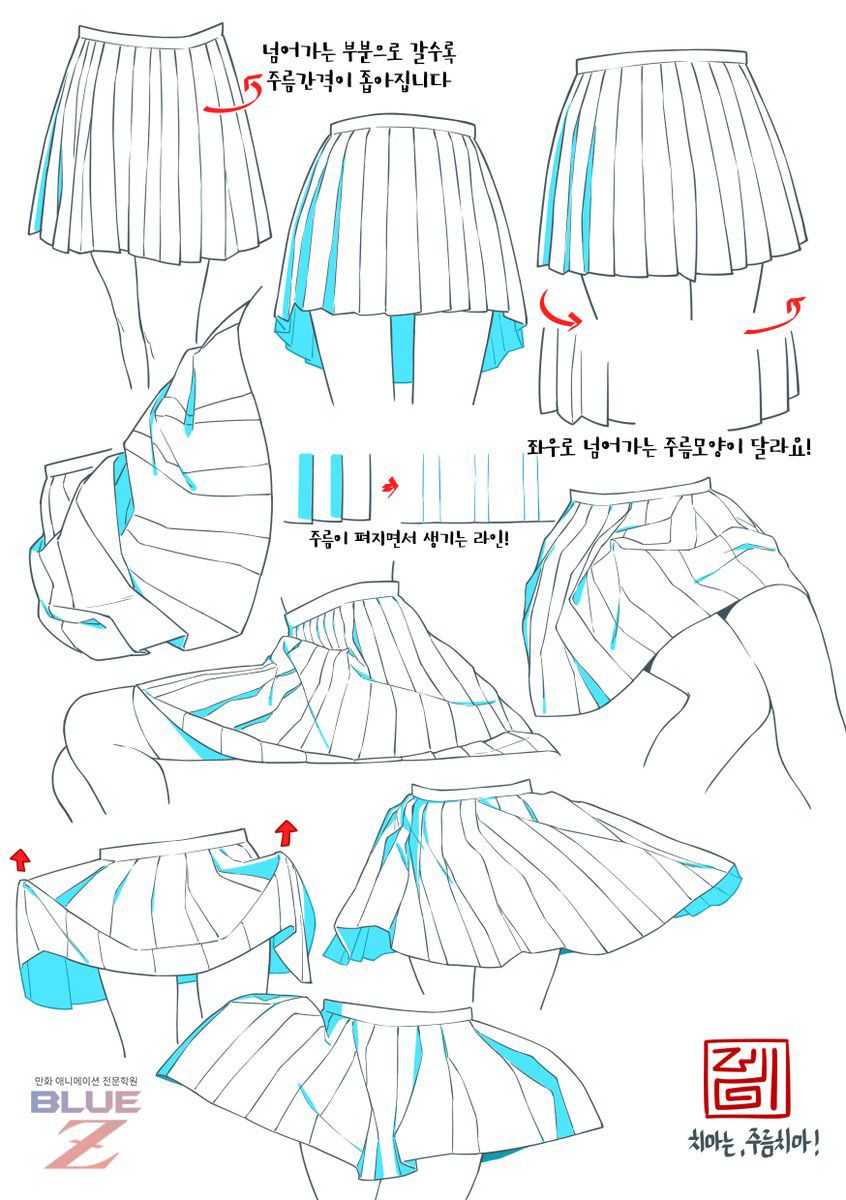 넘어가는 부분으로 갈수록
주름간격이 좁아집니다
좌우로 넘어가는 주름모양이 달라요!
주름이 펴지면서 생기는 라인!
만화 애니메이션 전문학원
BLUE
Z
치마는, 주름치마!